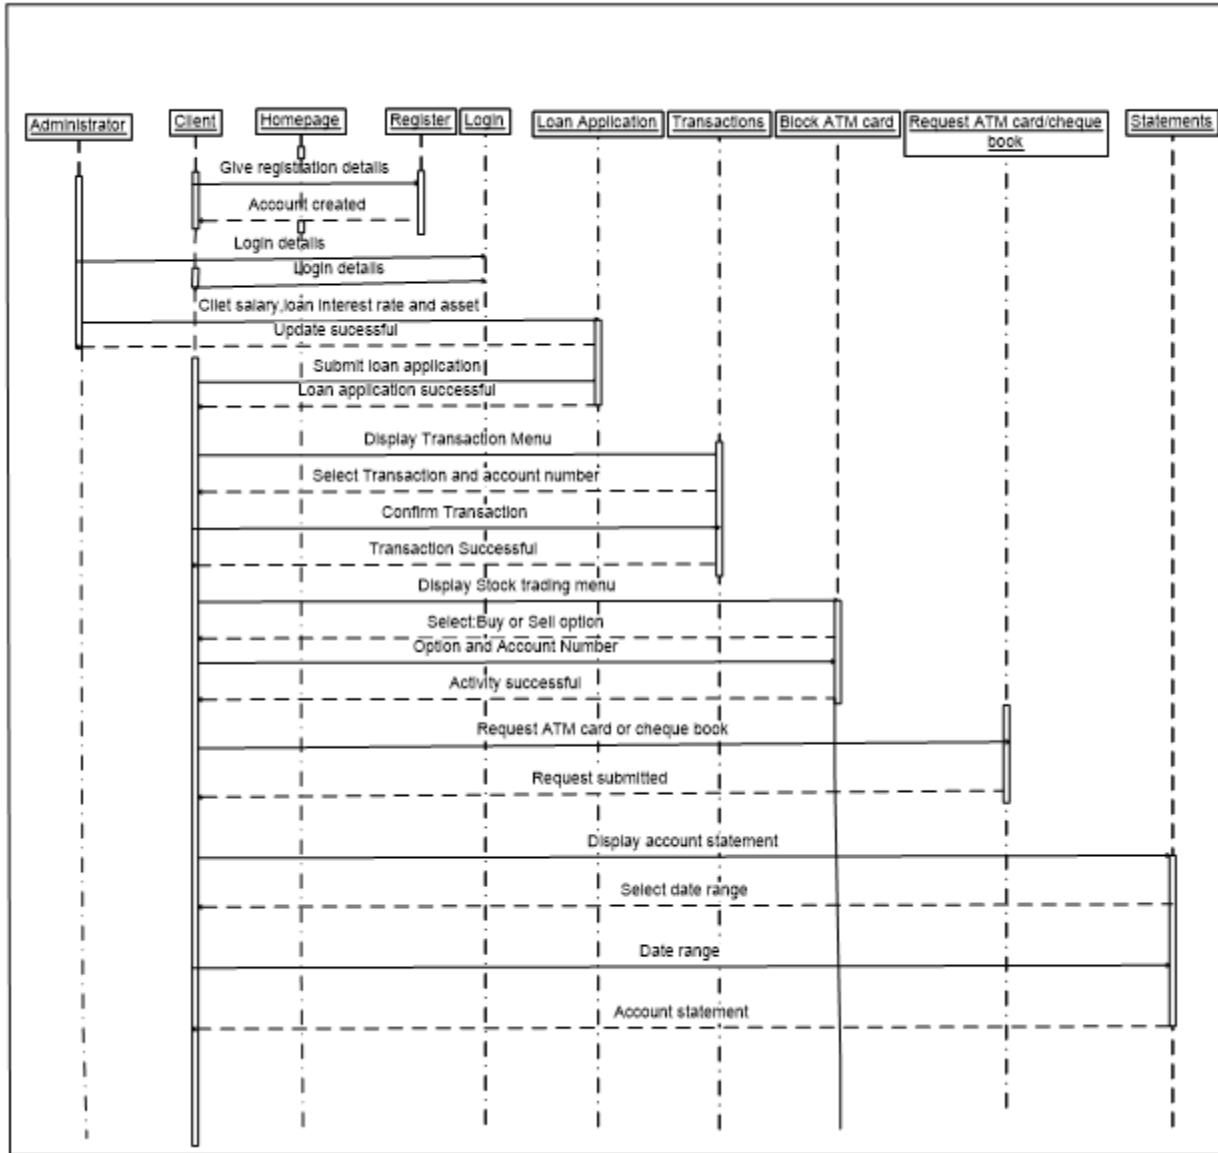 Administrator
Client
Homepage
Register
Login
Loan Application
Transactions
Block ATM card
Request ATM card/cheque
book
Statements
Give registration details
Account created
Login details
Login details
Cliet salary,loan interest rate and asset
Update sucessful
Submit loan application
Loan application successful
Display Transaction Menu
Select Transaction and account number
Confirm Transaction
Transaction Successful
Display Stock trading menu
Select:Buy or Sell option
Option and Account Number
Activity successful
Request ATM card or cheque book
Request submitted
Display account statement
Select date range
Date range
Account statement